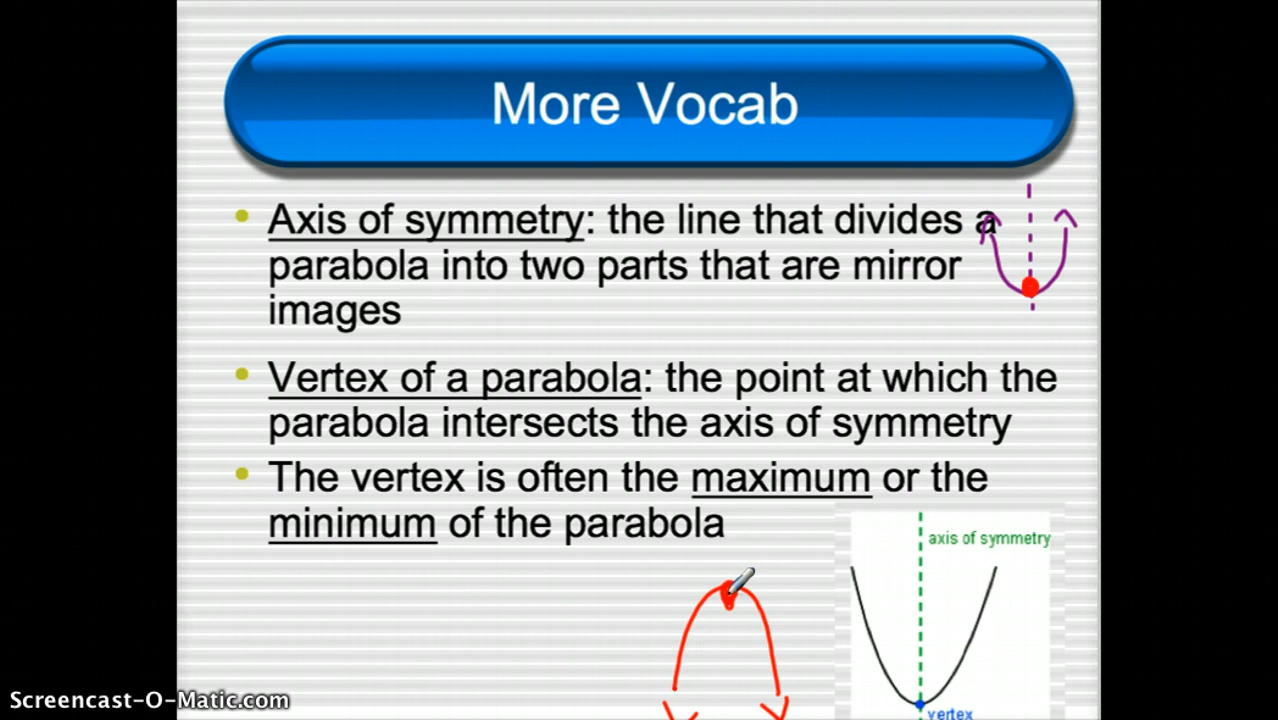 More Vocab
• Axis of symmetry: the line that divides a
parabola into two parts that are mirror
images
• Vertex of a parabola: the point at which the
parabola intersects the axis of symmetry
• The vertex is often the maximum or the
minimum of the parabola
axis of symmetry
vertex
Screencast-O-Matic.com